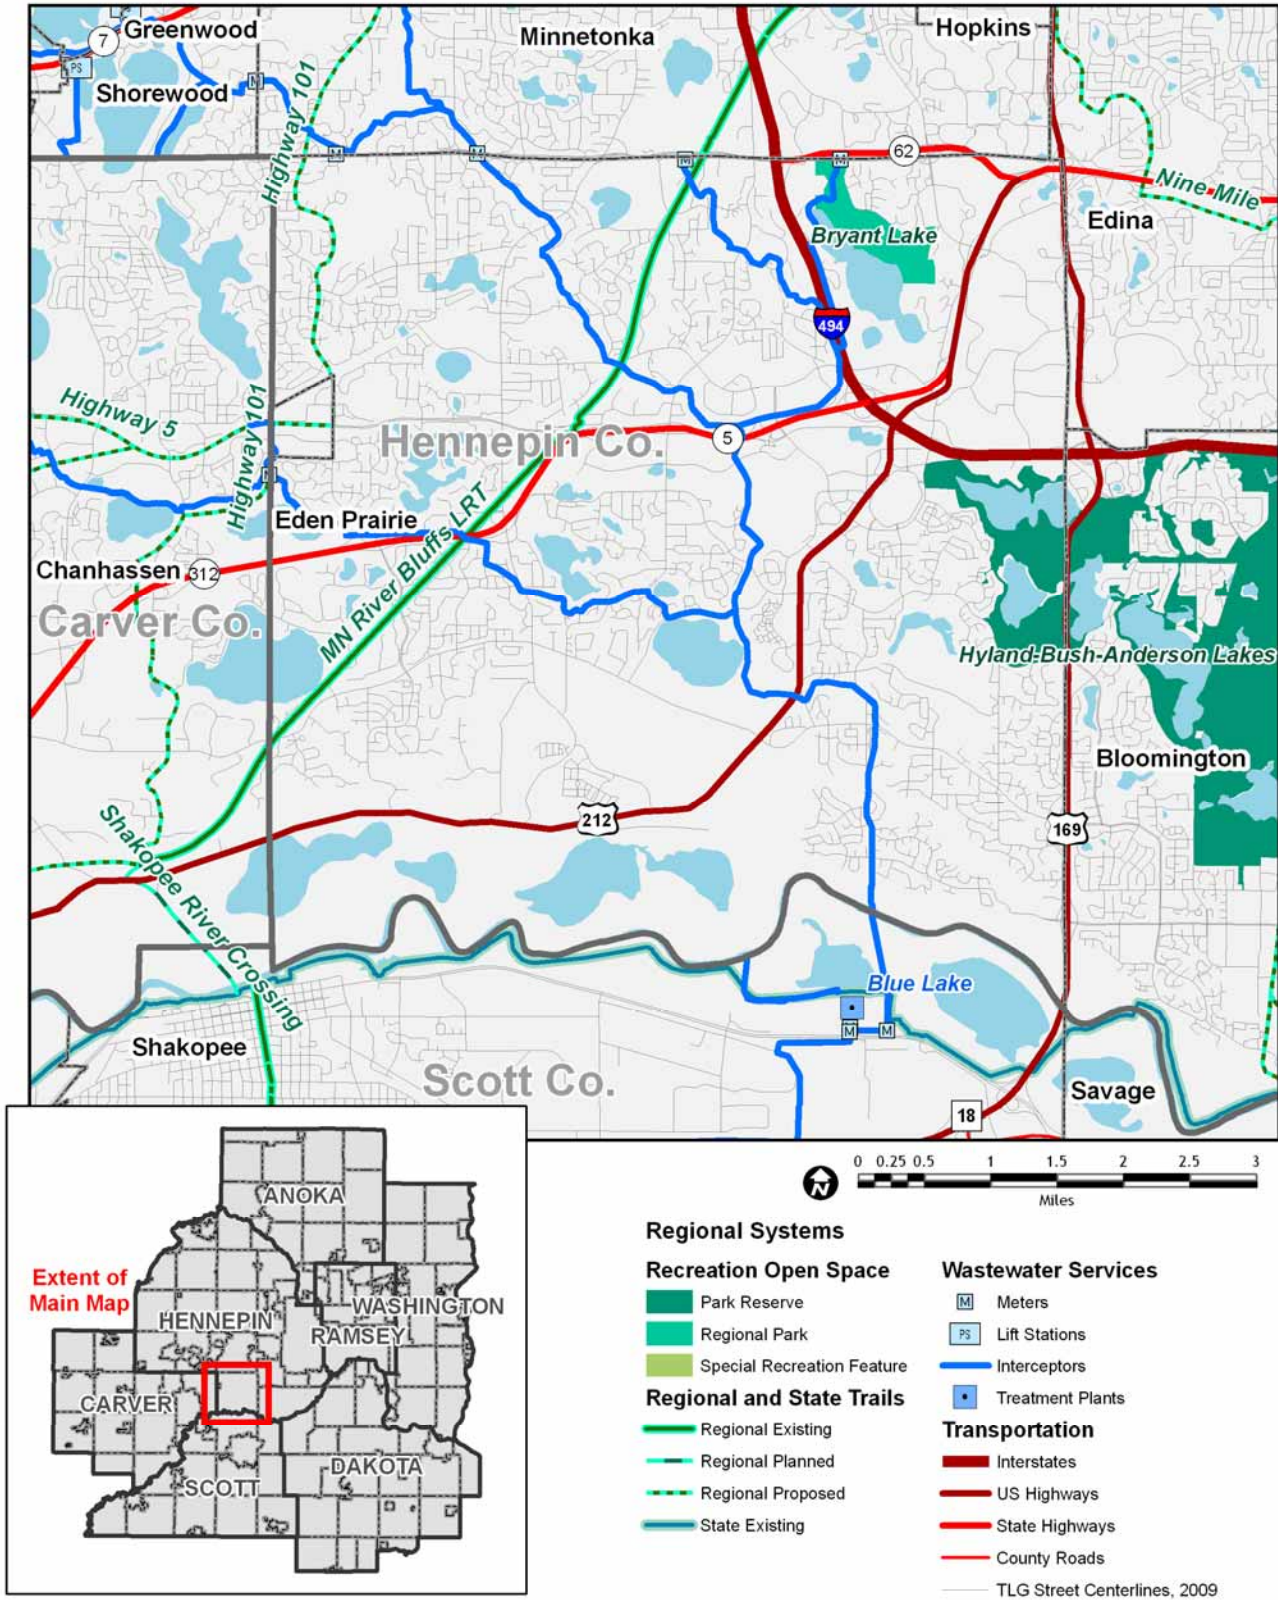 7
Greenwood
Minnetonka
Hopkins
PS
M
Shorewood
Highway 101
M
M
M
M
62
Nine Mile
Edina
Bryant Lake
494
Highway 5
Highway 101
Hennepin Co.
5
M
Eden Prairie
MN River Bluffs LRT
Chanhassen
312
Carver Co.
Hyland-Bush-Anderson Lakes
Bloomington
212
169
Shakopee River Crossing
Blue Lake
M
M
Shakopee
Scott Co.
Savage
18
ANOKA
Extent of
Main Map
HENNEPIN
WASHINGTON
RAMSEY
CARVER
SCOTT
DAKOTA
N
0 0.25 0.5 1 1.5 2 2.5 3
Miles
Regional Systems
Recreation Open Space
Park Reserve
Regional Park
Special Recreation Feature
Regional and State Trails
Regional Existing
Regional Planned
Regional Proposed
State Existing
Wastewater Services
M Meters
PS Lift Stations
Interceptors
Treatment Plants
Transportation
Interstates
US Highways
State Highways
County Roads
TLG Street Centerlines, 2009